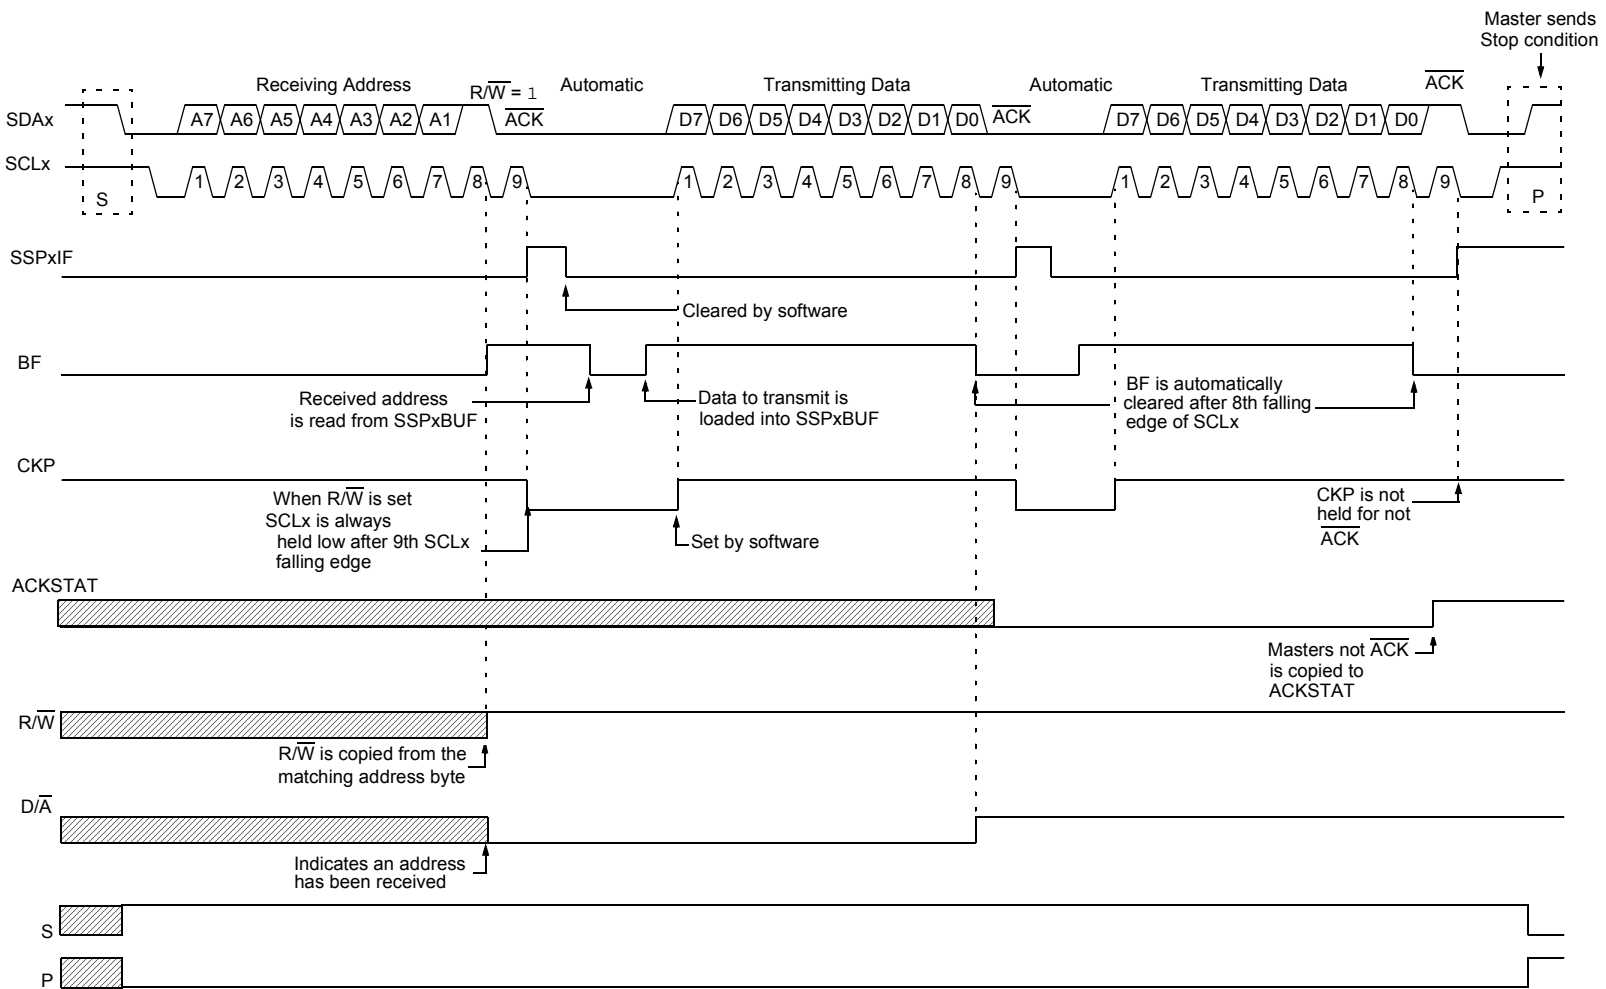 Master sends
Stop condition
Receiving Address
R/W̅ = 1
Automatic
Transmitting Data
Automatic
Transmitting Data
A̅C̅K̅
SDAx
A7 A6 A5 A4 A3 A2 A1
A̅C̅K̅
D7 D6 D5 D4 D3 D2 D1 D0
A̅C̅K̅
D7 D6 D5 D4 D3 D2 D1 D0
SCLx
1 2 3 4 5 6 7 8 9
1 2 3 4 5 6 7 8 9
1 2 3 4 5 6 7 8 9
S
P
SSPxIF
Cleared by software
BF
Received address
is read from SSPxBUF
Data to transmit is
loaded into SSPxBUF
BF is automatically
cleared after 8th falling
edge of SCLx
CKP
When R/W̅ is set
SCLx is always
held low after 9th SCLx
falling edge
Set by software
CKP is not
held for not
A̅C̅K̅
ACKSTAT
Masters not A̅C̅K̅
is copied to
ACKSTAT
R/W̅
R/W̅ is copied from the
matching address byte
D/A̅
Indicates an address
has been received
S
P